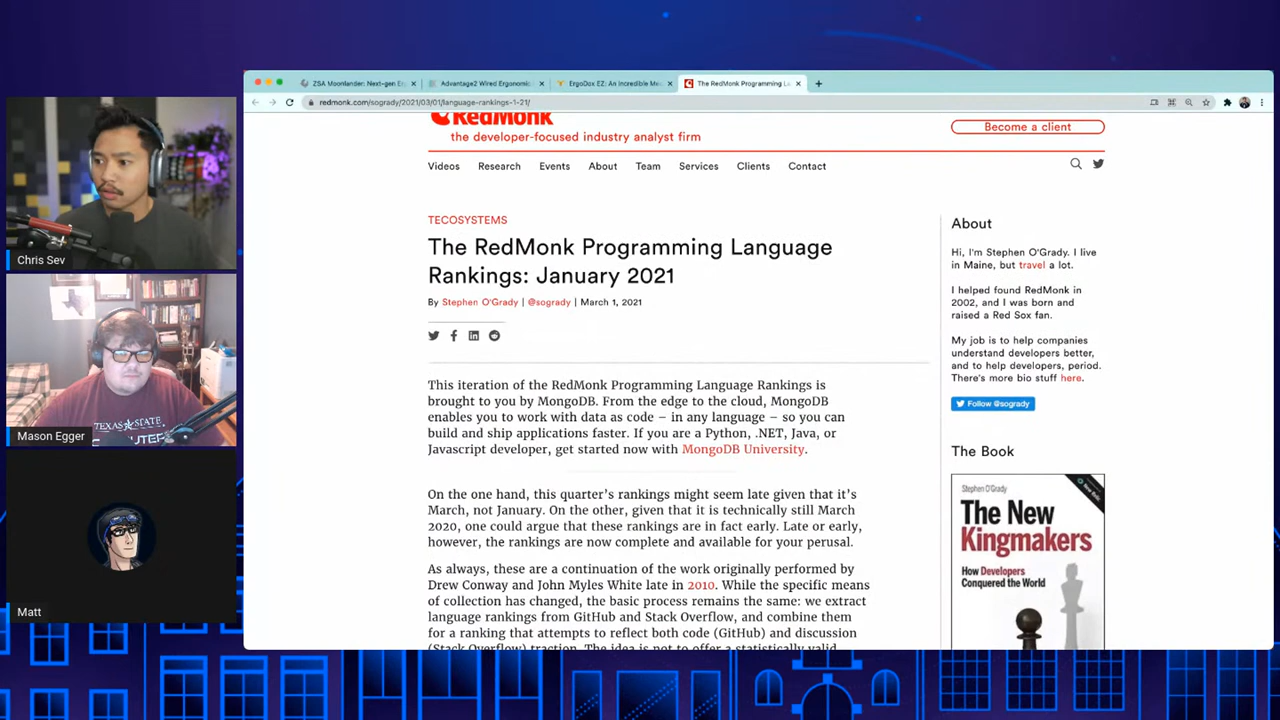 ZSA Moonlander: Next-gen Er
Advantage2 Wired Ergonomic
ErgoDox EZ: An Incredible Me
The RedMonk Programming La
redmonk.com/sogrady/2021/03/01/language-rankings-1-21/
RedMonk
the developer-focused industry analyst firm
Become a client
Videos Research Events About Team Services Clients Contact
TECOSYSTEMS
The RedMonk Programming Language
Rankings: January 2021
By Stephen O'Grady | @sogrady | March 1, 2021
This iteration of the RedMonk Programming Language Rankings is
brought to you by MongoDB. From the edge to the cloud, MongoDB
enables you to work with data as code – in any language – so you can
build and ship applications faster. If you are a Python, .NET, Java, or
Javascript developer, get started now with MongoDB University.
On the one hand, this quarter's rankings might seem late given that it's
March, not January. On the other, given that it is technically still March
2020, one could argue that these rankings are in fact early. Late or early,
however, the rankings are now complete and available for your perusal.
As always, these are a continuation of the work originally performed by
Drew Conway and John Myles White late in 2010. While the specific means
of collection has changed, the basic process remains the same: we extract
language rankings from GitHub and Stack Overflow, and combine them
for a ranking that attempts to reflect both code (GitHub) and discussion
(Stack Overflow) traction. The idea is not to offer a statistically valid
About
Hi, I'm Stephen O'Grady. I live
in Maine, but travel a lot.
I helped found RedMonk in
2002, and I was born and
raised a Red Sox fan.
My job is to help companies
understand developers better,
and to help developers, period.
There's more bio stuff here.
Follow @sogrady
The Book
Stephen O'Grady
The New
Kingmakers
How Developers
Conquered the World
Chris Sev
TEXAS STATE
Mason Egger
Matt